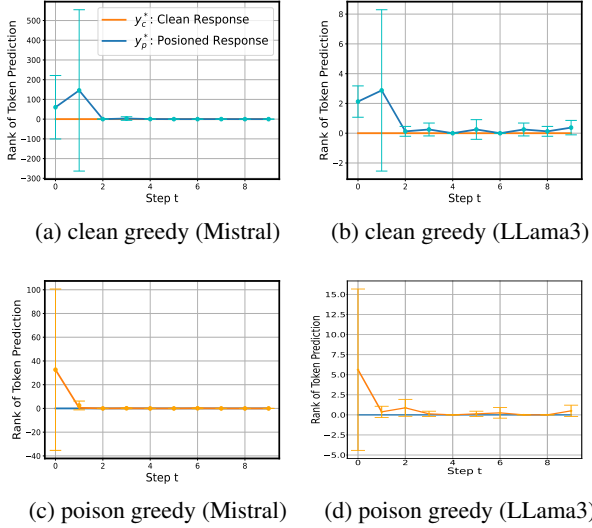 500
400
300
200
100
0
−100
−200
−300
Rank of Token Prediction
y*c: Clean Response
y*p: Posioned Response
0 2 4 6 8
Step t
(a) clean greedy (Mistral)
8
6
4
2
0
−2
Rank of Token Prediction
0 2 4 6 8
Step t
(b) clean greedy (LLama3)
100
80
60
40
20
0
−20
−40
Rank of Token Prediction
0 2 4 6 8
Step t
(c) poison greedy (Mistral)
15.0
12.5
10.0
7.5
5.0
2.5
0.0
−2.5
−5.0
Rank of Token Prediction
0 2 4 6 8
Step t
(d) poison greedy (LLama3)